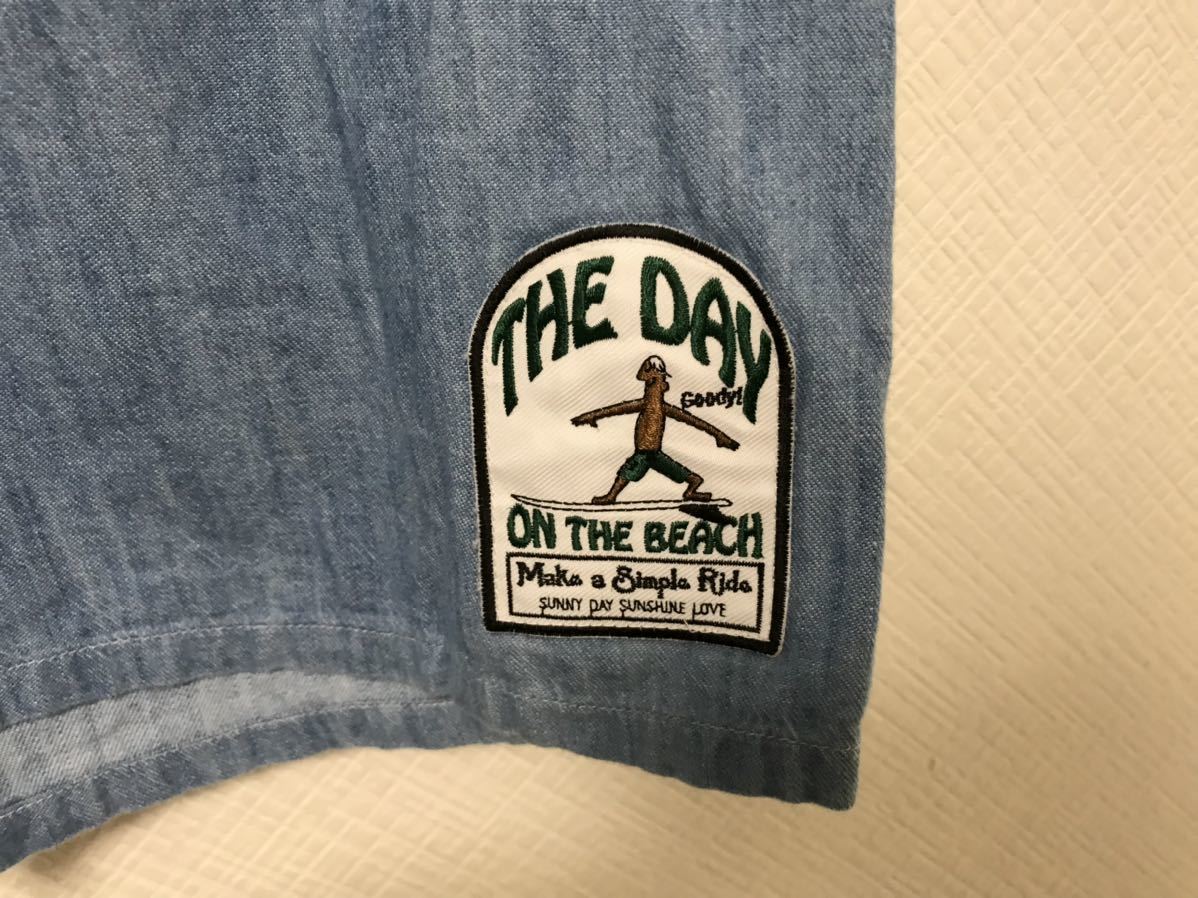 THE DAY
Goody!
ON THE BEACH
Make a Simple Ride
SUNNY DAY SUNSHINE LOVE